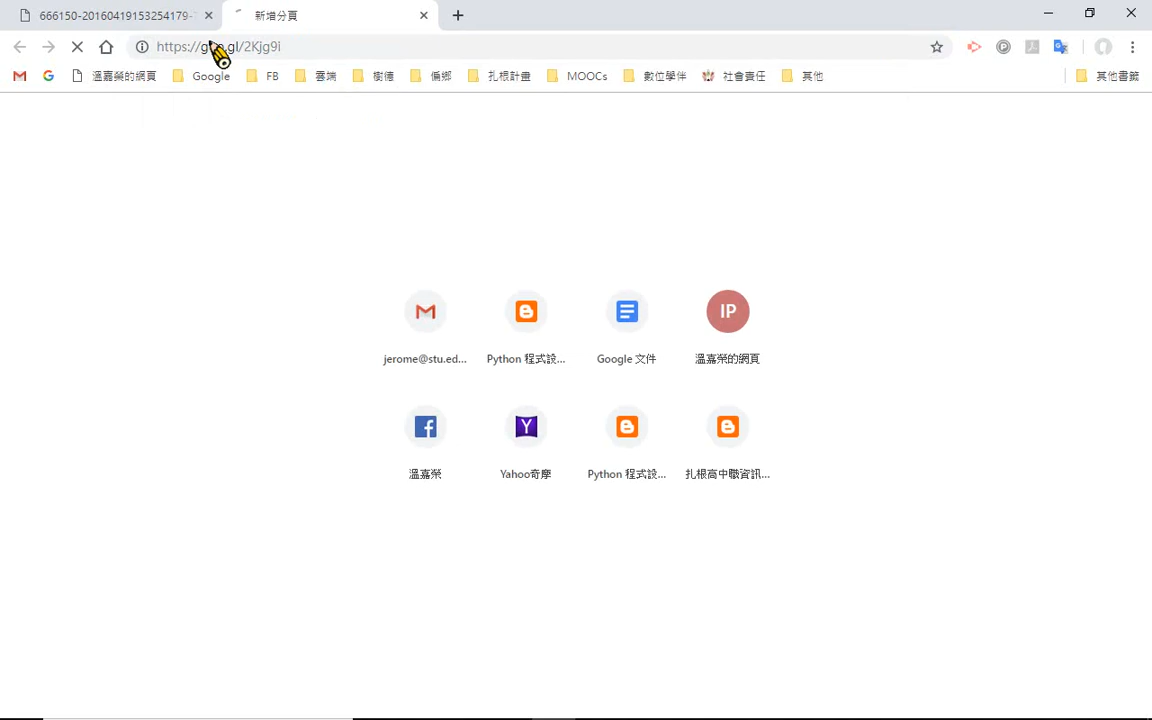 666150-20160419153254179-
新增分頁
https://goo.gl/2Kjg9i
溫嘉榮的網頁
Google
FB
雲端
樹德
偏鄉
扎根計畫
MOOCs
數位學伴
社會責任
其他
其他書籤
IP
jerome@stu.ed...
Python 程式設...
Google 文件
溫嘉榮的網頁
溫嘉榮
Yahoo奇摩
Python 程式設...
扎根高中職資訊...